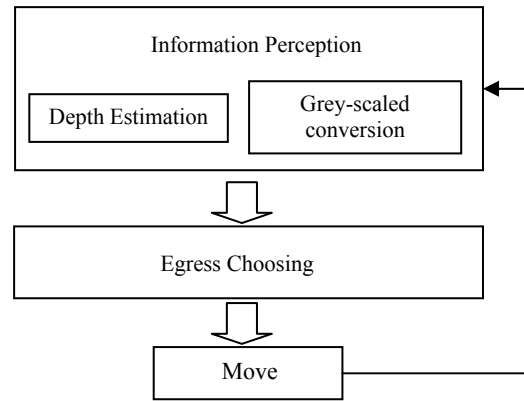 Information Perception
Depth Estimation
Grey-scaled
conversion
Egress Choosing
Move